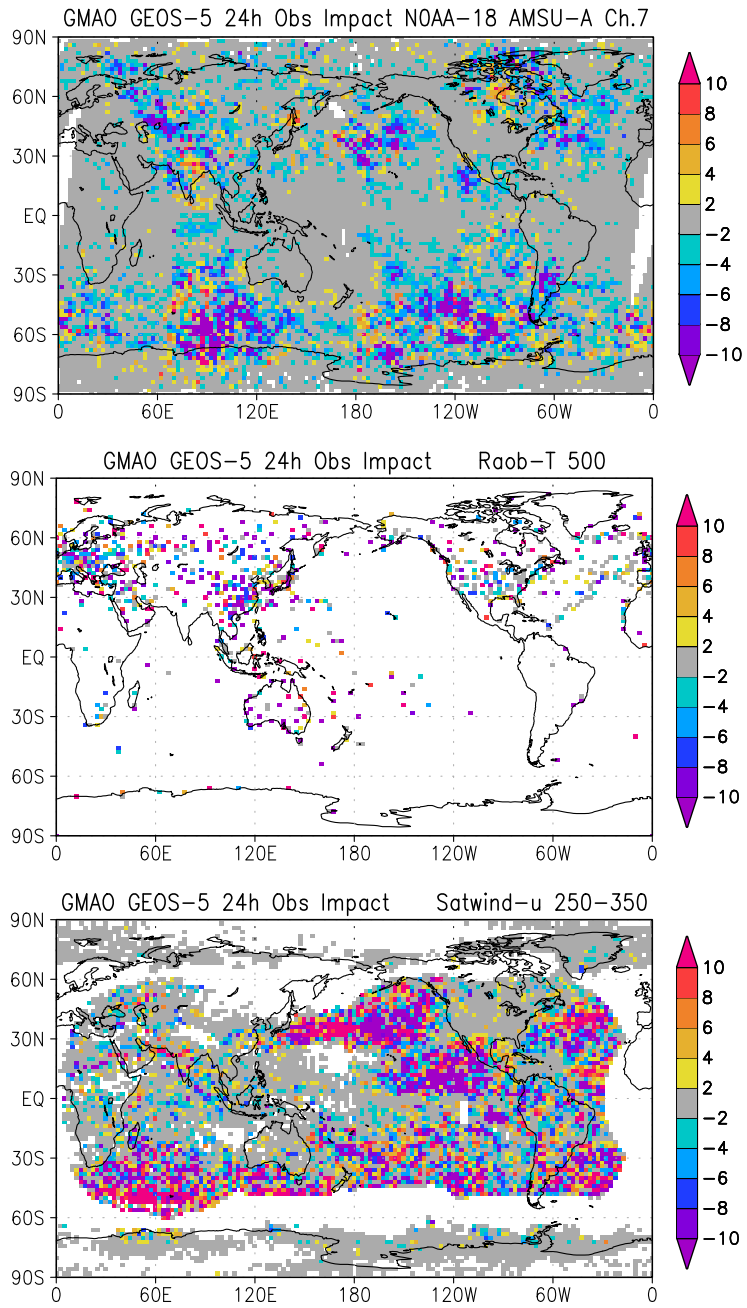 GMAO GEOS-5 24h Obs Impact NOAA-18 AMSU-A Ch.7
90N
60N
30N
EQ
30S
60S
90S
0 60E 120E 180 120W 60W 0
10
8
6
4
2
-2
-4
-6
-8
-10
GMAO GEOS-5 24h Obs Impact Raob-T 500
90N
60N
30N
EQ
30S
60S
90S
0 60E 120E 180 120W 60W 0
10
8
6
4
2
-2
-4
-6
-8
-10
GMAO GEOS-5 24h Obs Impact Satwind-u 250-350
90N
60N
30N
EQ
30S
60S
90S
0 60E 120E 180 120W 60W 0
10
8
6
4
2
-2
-4
-6
-8
-10